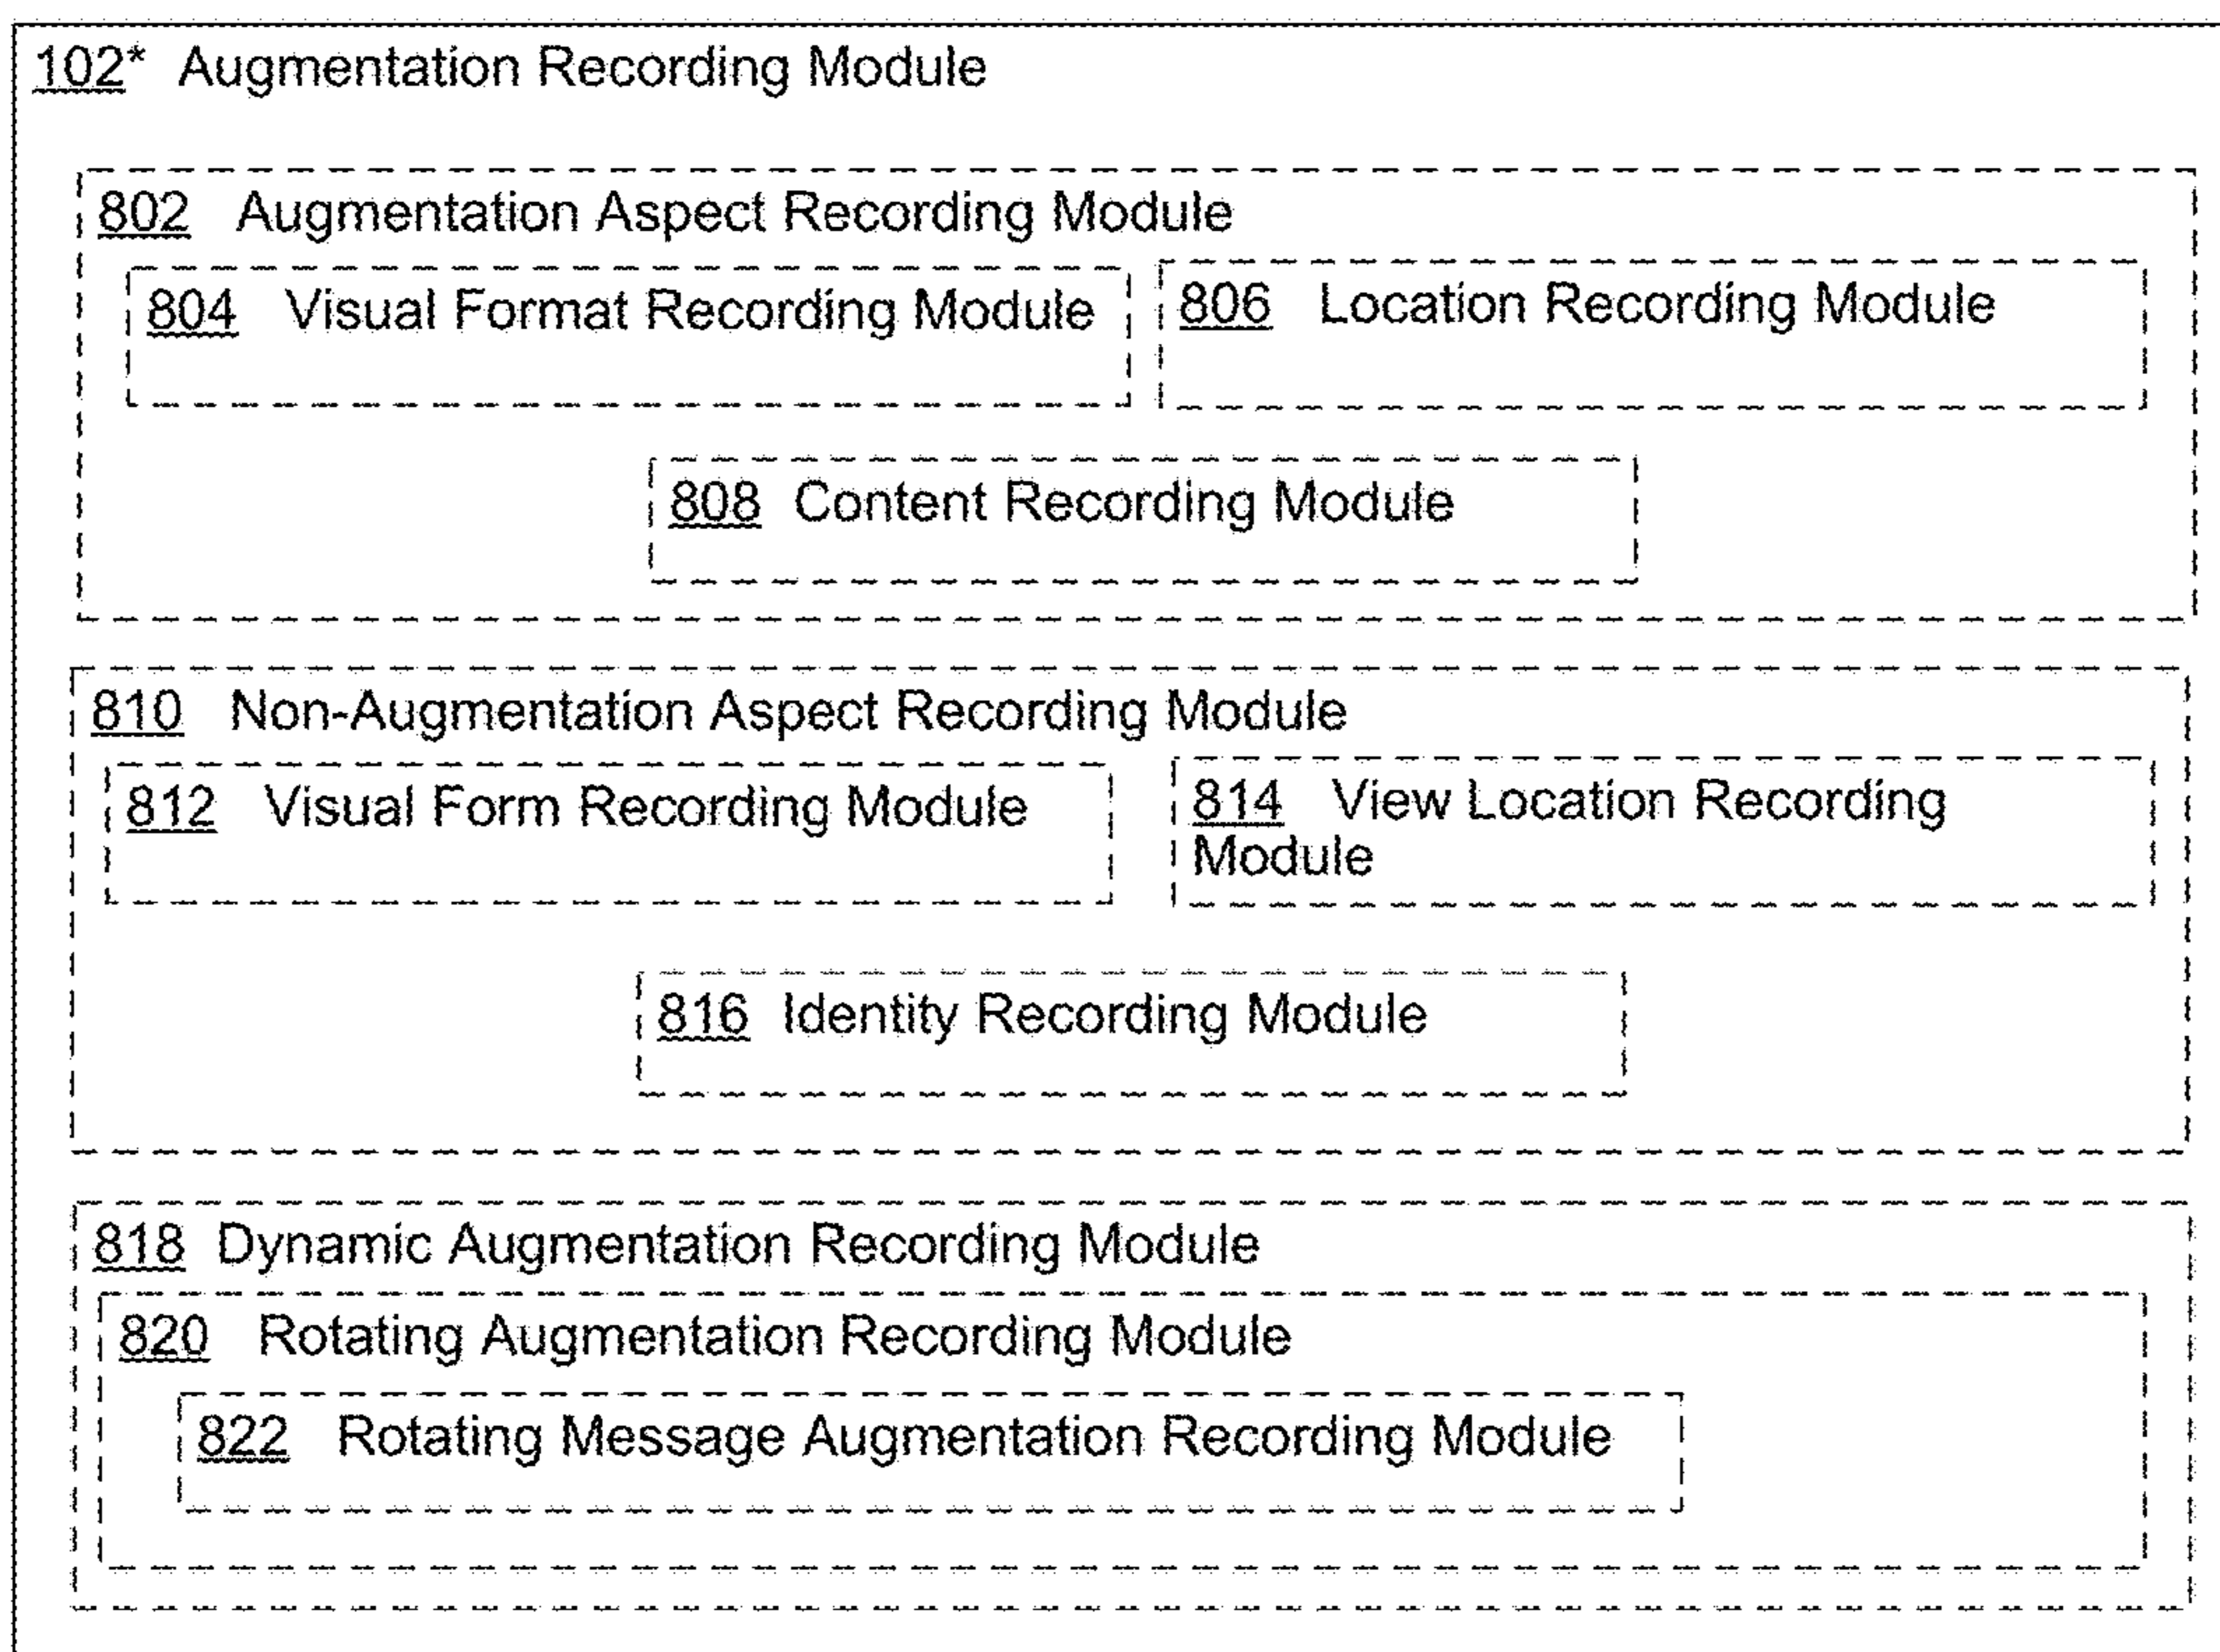 102* Augmentation Recording Module
802 Augmentation Aspect Recording Module
804 Visual Format Recording Module
806 Location Recording Module
808 Content Recording Module
810 Non-Augmentation Aspect Recording Module
812 Visual Form Recording Module
814 View Location Recording
Module
816 Identity Recording Module
818 Dynamic Augmentation Recording Module
820 Rotating Augmentation Recording Module
822 Rotating Message Augmentation Recording Module